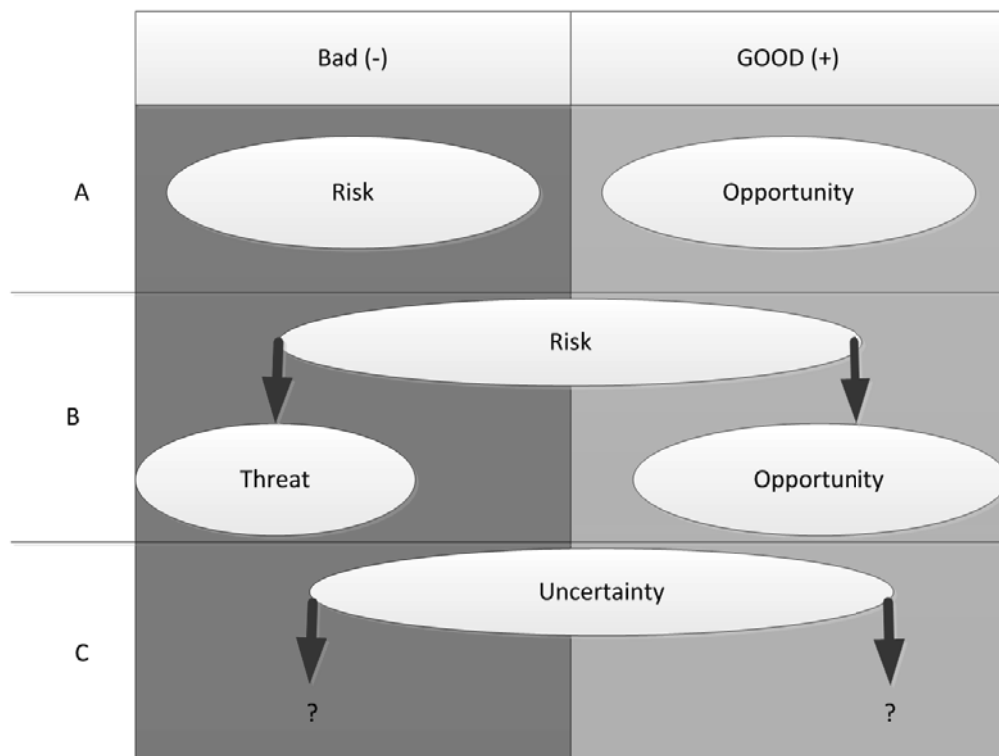 Bad (-)
GOOD (+)
A
Risk
Opportunity
B
Risk
Threat
Opportunity
C
Uncertainty
?
?